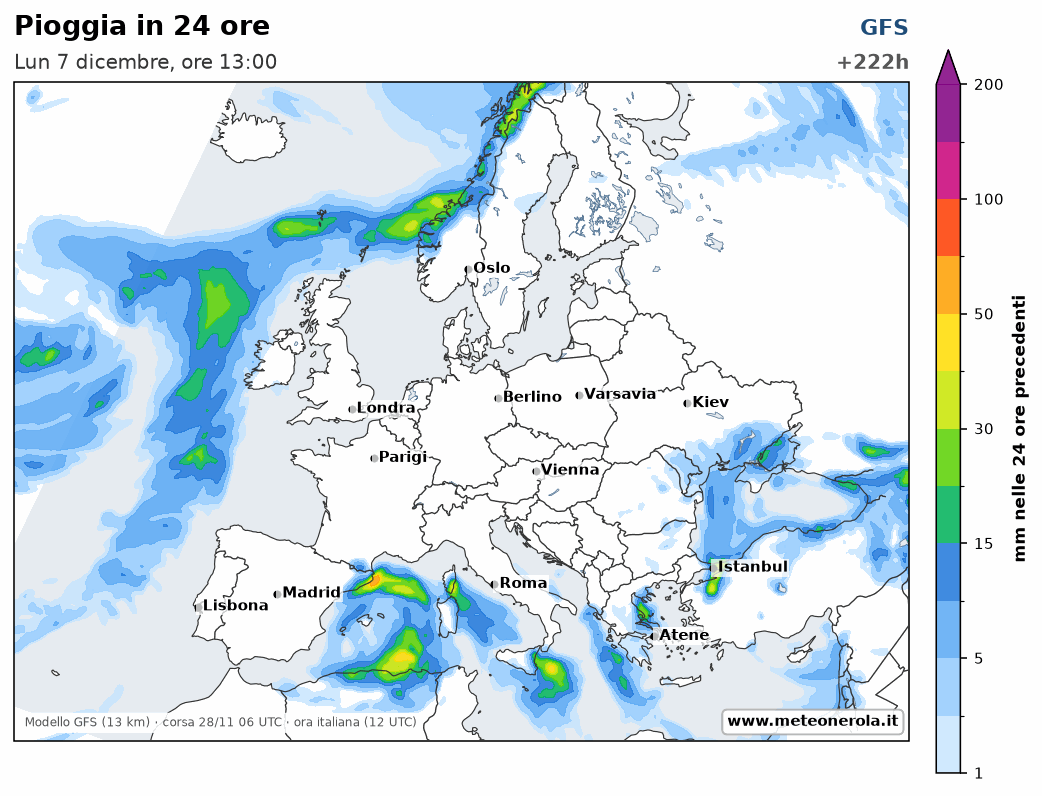 Pioggia in 24 ore
GFS
Lun 7 dicembre, ore 13:00
+222h
200
100
50
30
15
5
1
mm nelle 24 ore precedenti
Oslo
Berlino
Varsavia
Kiev
Londra
Parigi
Vienna
Istanbul
Roma
Madrid
Lisbona
Atene
Modello GFS (13 km) · corsa 28/11 06 UTC · ora italiana (12 UTC)
www.meteonerola.it